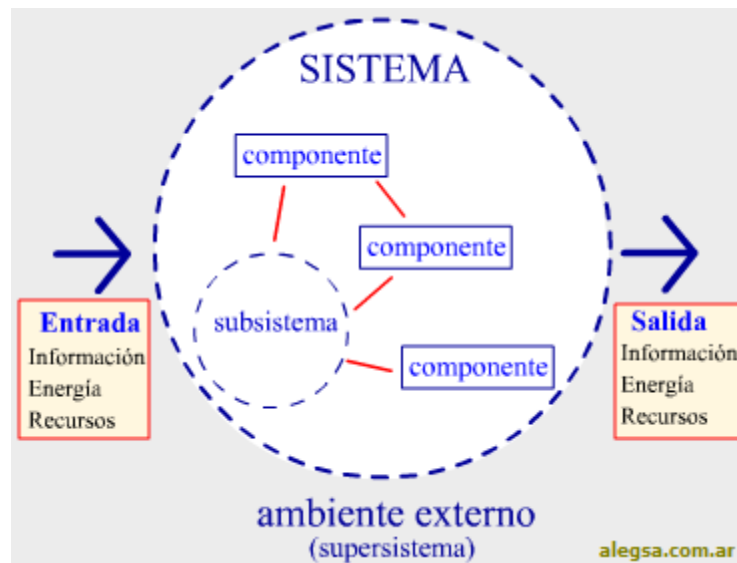 SISTEMA
componente
componente
subsistema
componente
Entrada
Información
Energía
Recursos
Salida
Información
Energía
Recursos
ambiente externo
(supersistema)
alegsa.com.ar